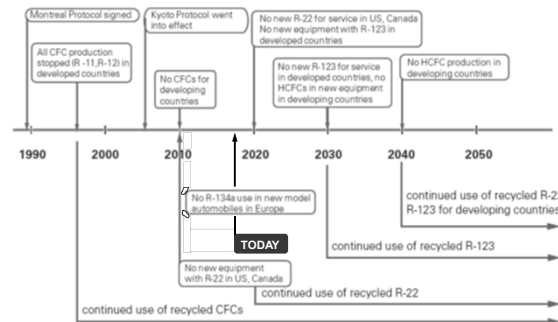 Montreal Protocol signed
Kyoto Protocol went
into effect
No new R-22 for service in US, Canada
No new equipment with R-123 in
developed countries
All CFC production
stopped (R -11,R-12) in
developed countries
No CFCs for
developing
countries
No new R-123 for service
in developed countries, no
HCFCs in new equipment
in developing countries
No HCFC production in
developing countries
1990
2000
2010
2020
2030
2040
2050
No R-134a use in new model
automobiles in Europe
continued use of recycled R-2
R-123 for developing countries
TODAY
continued use of recycled R-123
No new equipment
with R-22 in US, Canada
continued use of recycled R-22
continued use of recycled CFCs